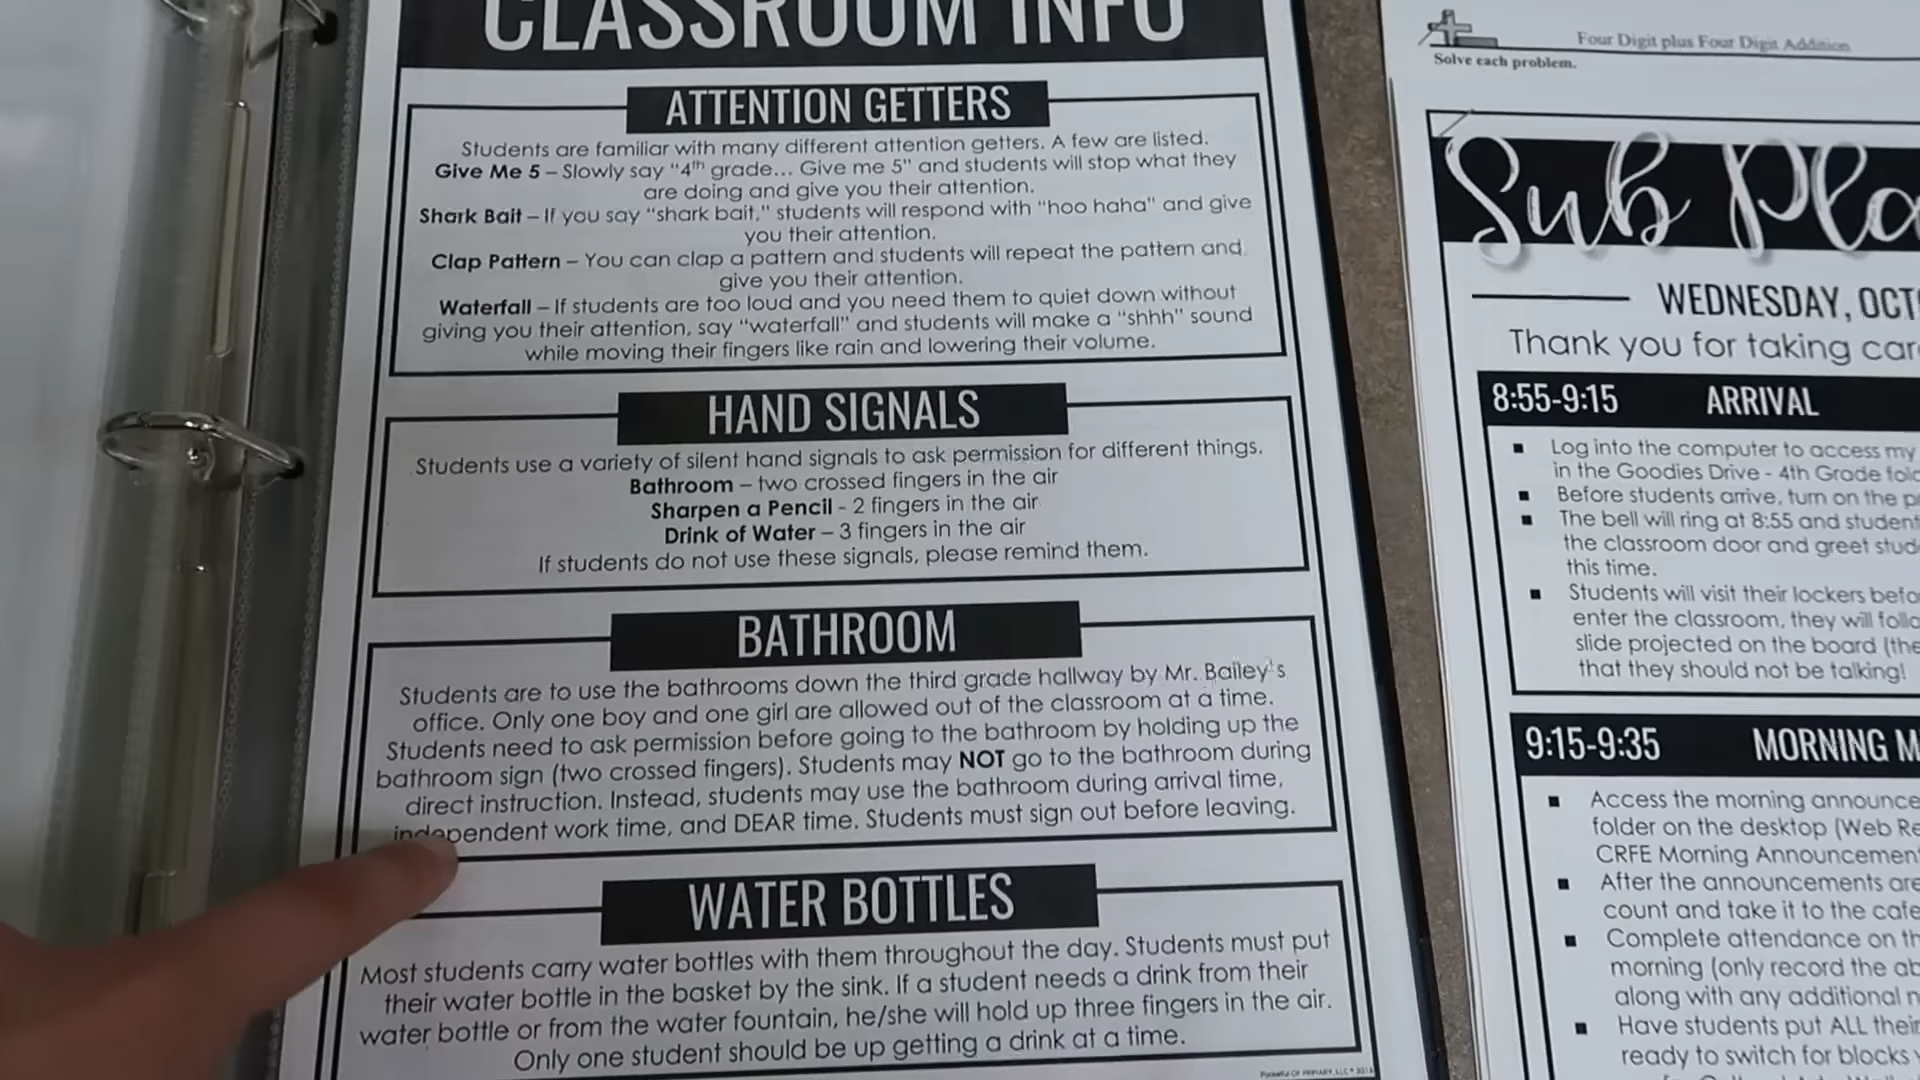 CLASSROOM INFO
ATTENTION GETTERS
Students are familiar with many different attention getters. A few are listed.
Give Me 5 – Slowly say "4th grade... Give me 5" and students will stop what they
are doing and give you their attention.
Shark Bait – If you say "shark bait," students will respond with "hoo haha" and give
you their attention.
Clap Pattern – You can clap a pattern and students will repeat the pattern and
give you their attention.
Waterfall – If students are too loud and you need them to quiet down without
giving you their attention, say "waterfall" and students will make a "shhh" sound
while moving their fingers like rain and lowering their volume.
HAND SIGNALS
Students use a variety of silent hand signals to ask permission for different things.
Bathroom – two crossed fingers in the air
Sharpen a Pencil - 2 fingers in the air
Drink of Water – 3 fingers in the air
If students do not use these signals, please remind them.
BATHROOM
Students are to use the bathrooms down the third grade hallway by Mr. Bailey's
office. Only one boy and one girl are allowed out of the classroom at a time.
Students need to ask permission before going to the bathroom by holding up the
bathroom sign (two crossed fingers). Students may NOT go to the bathroom during
direct instruction. Instead, students may use the bathroom during arrival time,
independent work time, and DEAR time. Students must sign out before leaving.
WATER BOTTLES
Most students carry water bottles with them throughout the day. Students must put
their water bottle in the basket by the sink. If a student needs a drink from their
water bottle or from the water fountain, he/she will hold up three fingers in the air.
Only one student should be up getting a drink at a time.
Four Digit plus Four Digit Addition
Solve each problem.
Sub Pla
WEDNESDAY, OCT
Thank you for taking car
8:55-9:15 ARRIVAL
▪ Log into the computer to access my
in the Goodies Drive - 4th Grade fol
▪ Before students arrive, turn on the p
▪ The bell will ring at 8:55 and student
the classroom door and greet stud
this time.
▪ Students will visit their lockers befo
enter the classroom, they will follo
slide projected on the board (the
that they should not be talking!
9:15-9:35 MORNING M
▪ Access the morning announce
folder on the desktop (Web Re
CRFE Morning Announcement
▪ After the announcements are
count and take it to the cafe
▪ Complete attendance on th
morning (only record the ab
along with any additional n
▪ Have students put ALL their
ready to switch for blocks